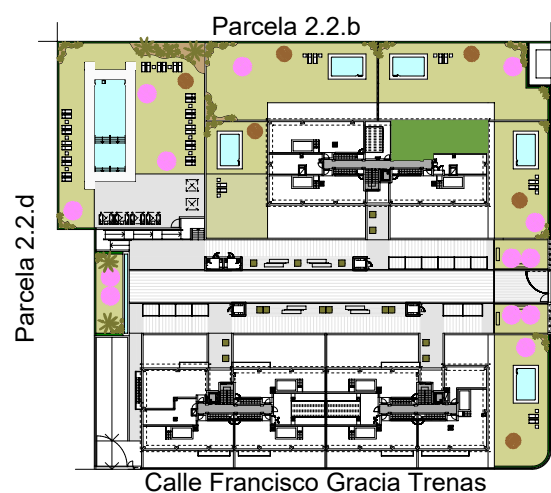 Parcela 2.2.b
Parcela 2.2.d
Calle Francisco Gracia Trenas